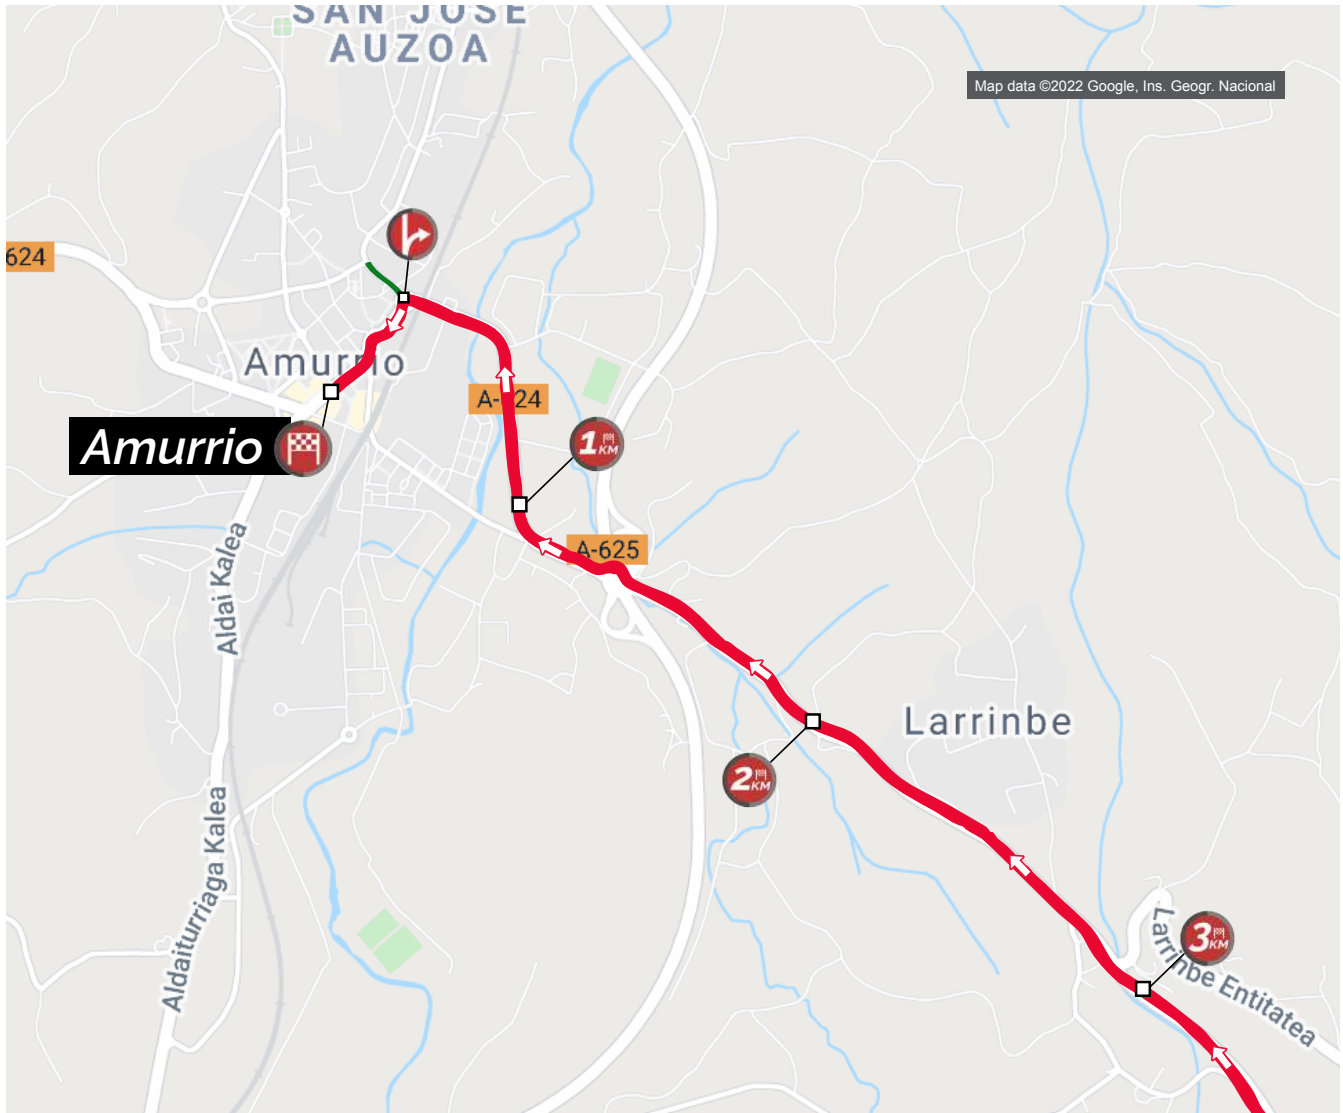 SAN JOSE
AUZOA
Map data ©2022 Google, Ins. Geogr. Nacional
624
Amurrio
A-624
Amurrio
1 KM
A-625
Aldai Kalea
Larrinbe
2 KM
Aldaiturriaga Kalea
3 KM
Larrinbe Entitatea